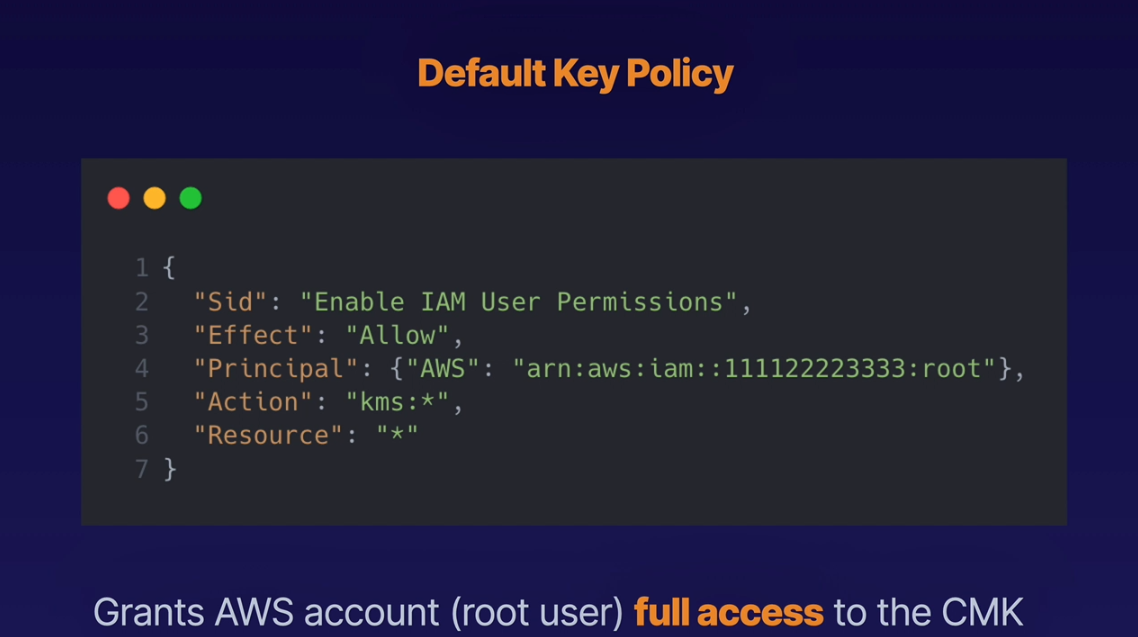 Default Key Policy
1 {
2   "Sid": "Enable IAM User Permissions",
3   "Effect": "Allow",
4   "Principal": {"AWS": "arn:aws:iam::111122223333:root"},
5   "Action": "kms:*",
6   "Resource": "*"
7 }
Grants AWS account (root user) full access to the CMK